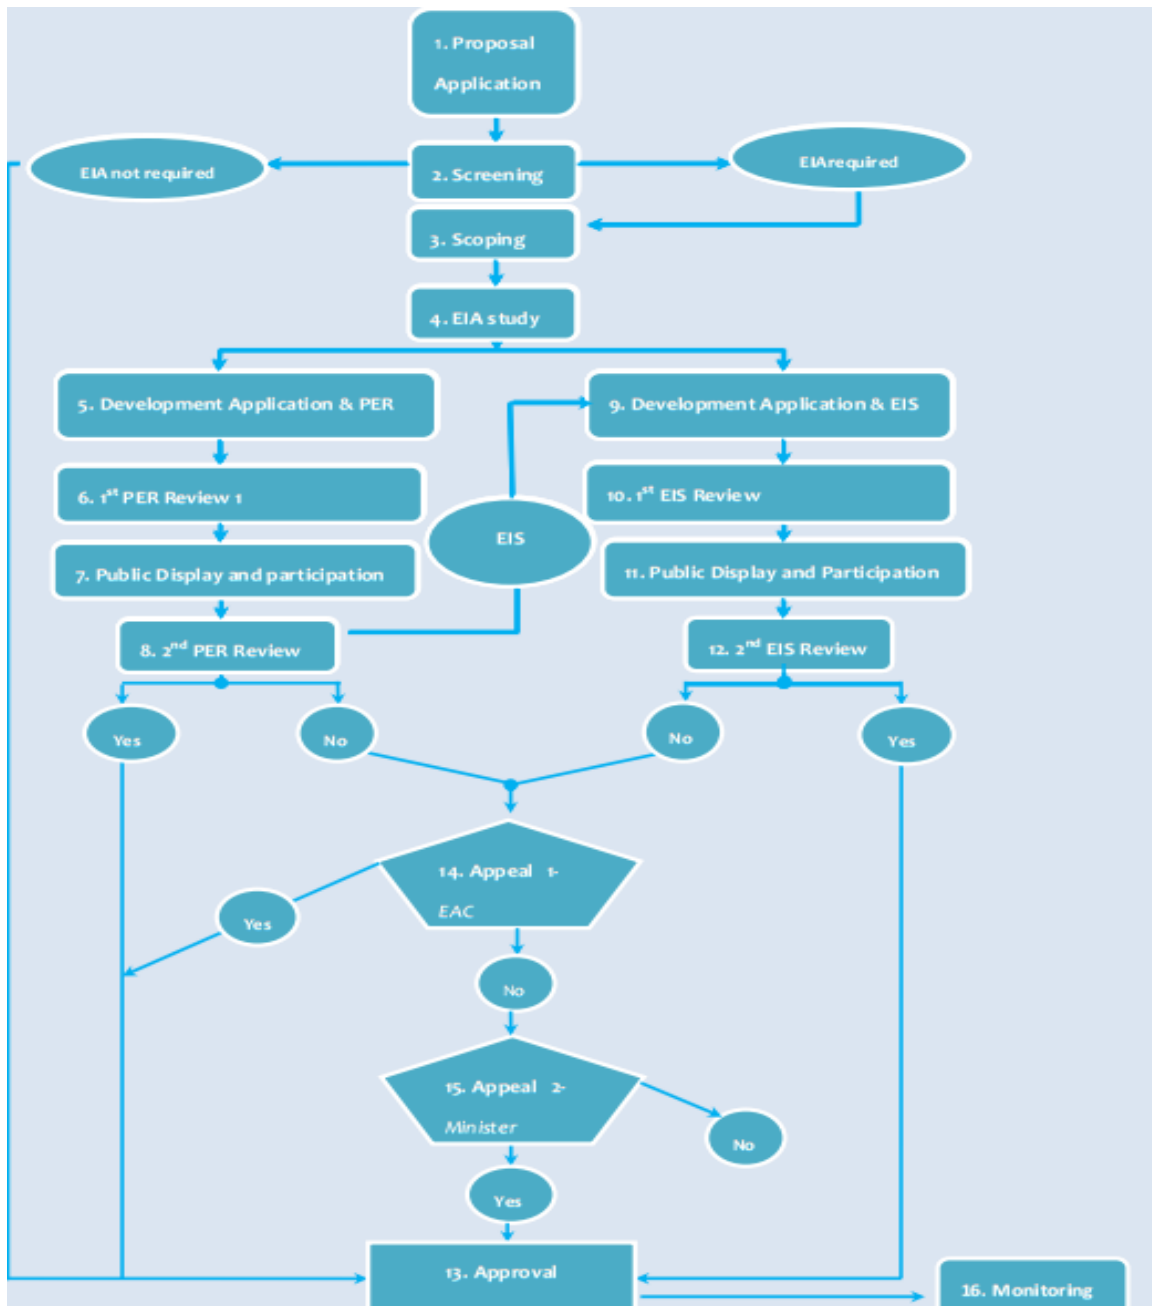 1. Proposal
Application
EIA not required
2. Screening
EIA required
3. Scoping
4. EIA study
5. Development Application & PER
9. Development Application & EIS
6. 1st PER Review 1
10. 1st EIS Review
EIS
7. Public Display and participation
11. Public Display and Participation
8. 2nd PER Review
12. 2nd EIS Review
Yes
No
No
Yes
14. Appeal 1-
EAC
Yes
No
15. Appeal 2-
Minister
No
Yes
13. Approval
16. Monitoring